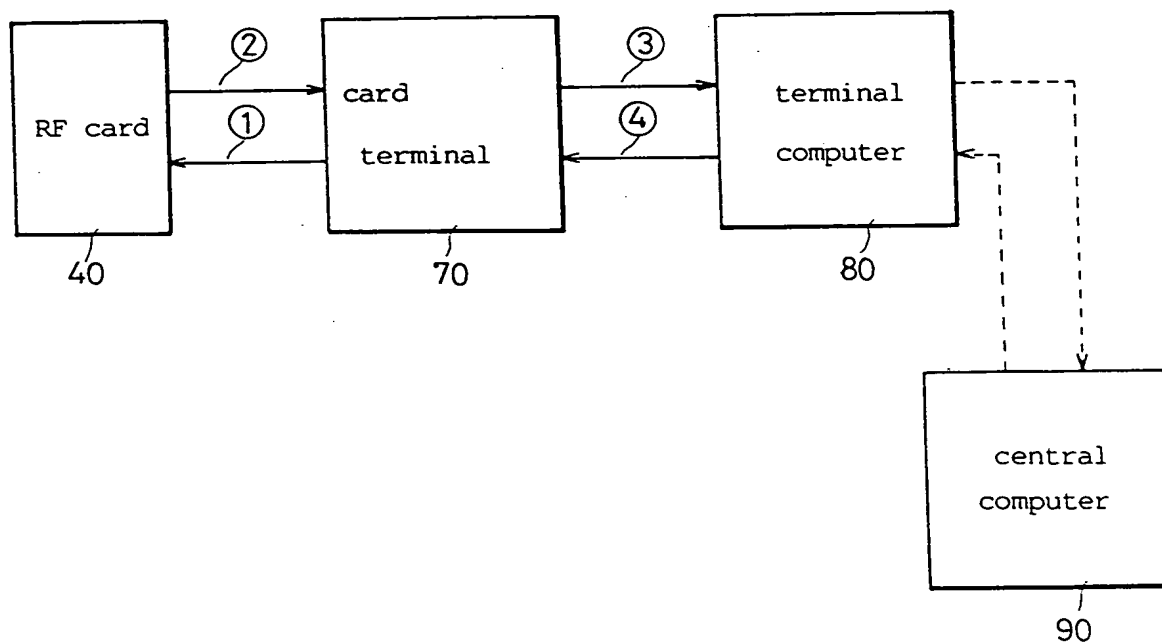 ②
③
RF card
①
card
terminal
④
terminal
computer
40
70
80
central
computer
90